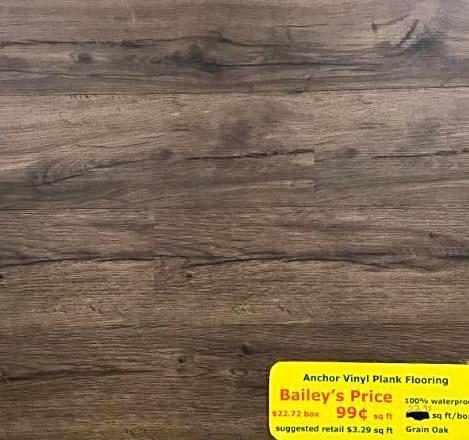 Anchor Vinyl Plank Flooring
Bailey's Price
100% waterproo
$22.72 box 99¢ sq ft
sq ft/bo
suggested retail $3.29 sq ft
Grain Oak